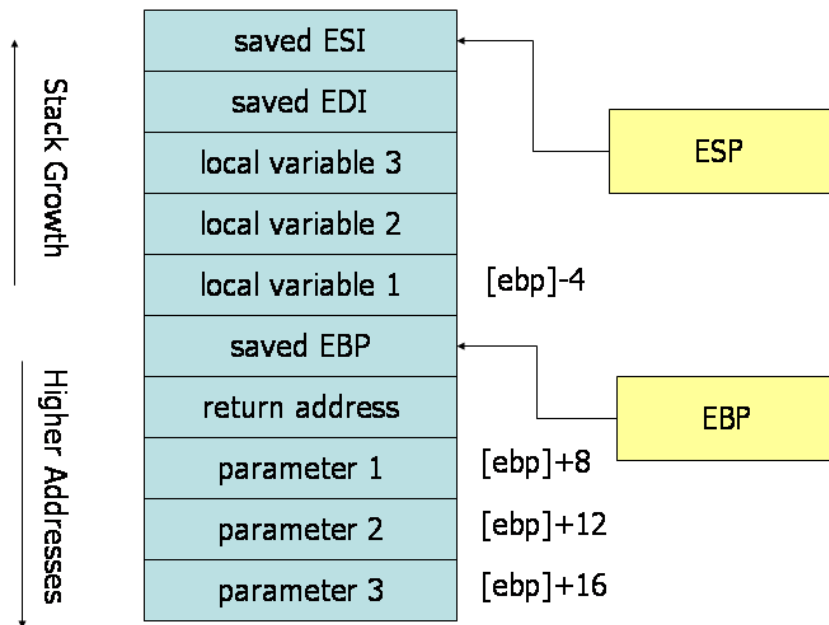 Stack Growth
Higher Addresses
saved ESI
saved EDI
local variable 3
local variable 2
local variable 1
[ebp]-4
saved EBP
return address
parameter 1
[ebp]+8
parameter 2
[ebp]+12
parameter 3
[ebp]+16
ESP
EBP